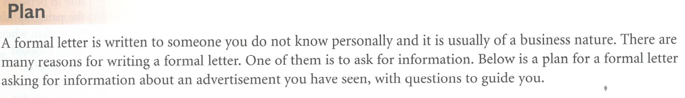 Plan
A formal letter is written to someone you do not know personally and it is usually of a business nature. There are
many reasons for writing a formal letter. One of them is to ask for information. Below is a plan for a formal letter
asking for information about an advertisement you have seen, with questions to guide you.